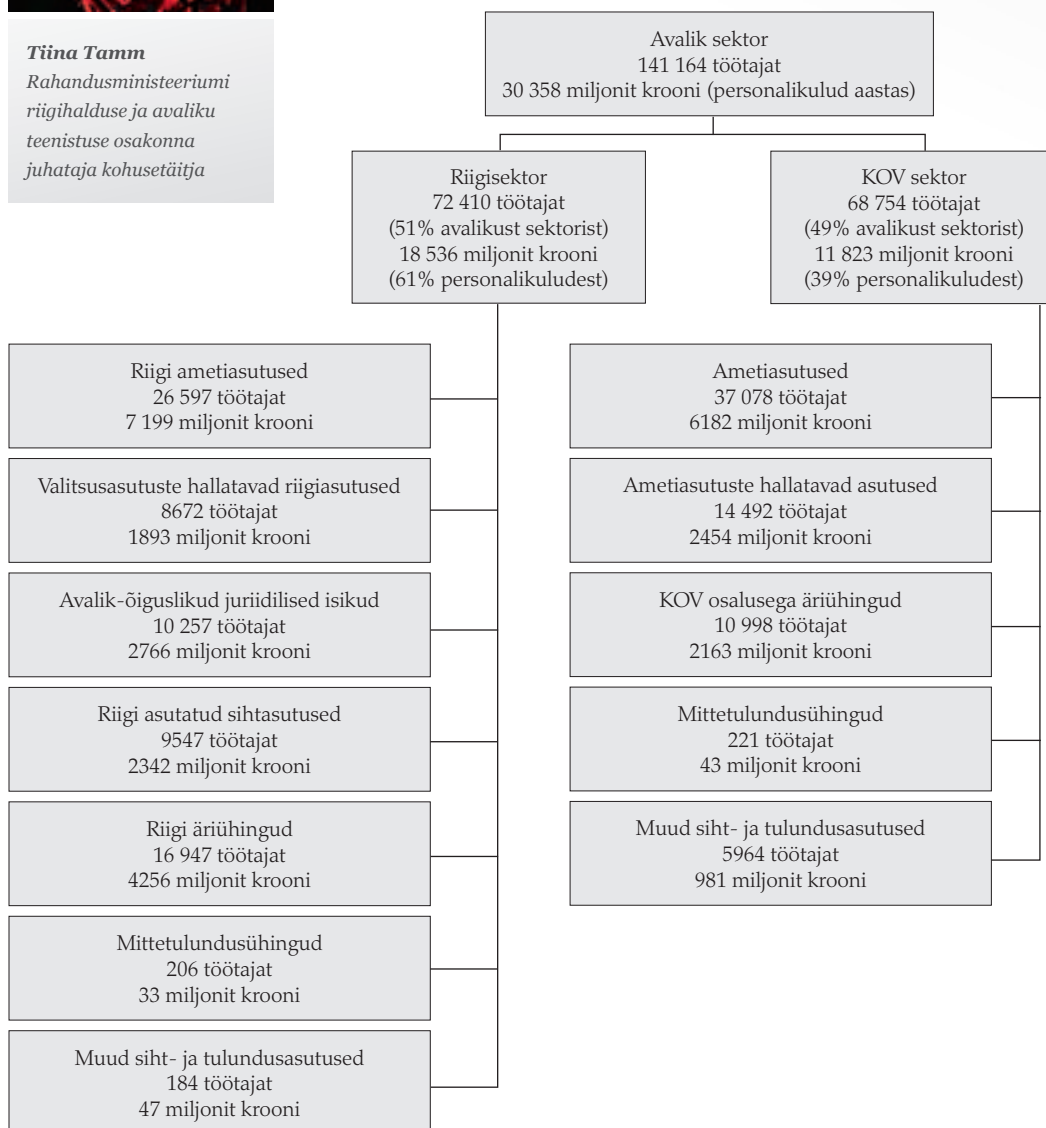 Tiina Tamm
Rahandusministeeriumi
riigihalduse ja avaliku
teenistuse osakonna
juhataja kohusetäitja
Avalik sektor
141 164 töötajat
30 358 miljonit krooni (personalikulud aastas)
Riigisektor
72 410 töötajat
(51% avalikust sektorist)
18 536 miljonit krooni
(61% personalikuludest)
KOV sektor
68 754 töötajat
(49% avalikust sektorist)
11 823 miljonit krooni
(39% personalikuludest)
Riigi ametiasutused
26 597 töötajat
7 199 miljonit krooni
Valitsusasutuste hallatavad riigiasutused
8672 töötajat
1893 miljonit krooni
Avalik-õiguslikud juriidilised isikud
10 257 töötajat
2766 miljonit krooni
Riigi asutatud sihtasutused
9547 töötajat
2342 miljonit krooni
Riigi äriühingud
16 947 töötajat
4256 miljonit krooni
Mittetulundusühingud
206 töötajat
33 miljonit krooni
Muud siht- ja tulundusasutused
184 töötajat
47 miljonit krooni
Ametiasutused
37 078 töötajat
6182 miljonit krooni
Ametiasutuste hallatavad asutused
14 492 töötajat
2454 miljonit krooni
KOV osalusega äriühingud
10 998 töötajat
2163 miljonit krooni
Mittetulundusühingud
221 töötajat
43 miljonit krooni
Muud siht- ja tulundusasutused
5964 töötajat
981 miljonit krooni